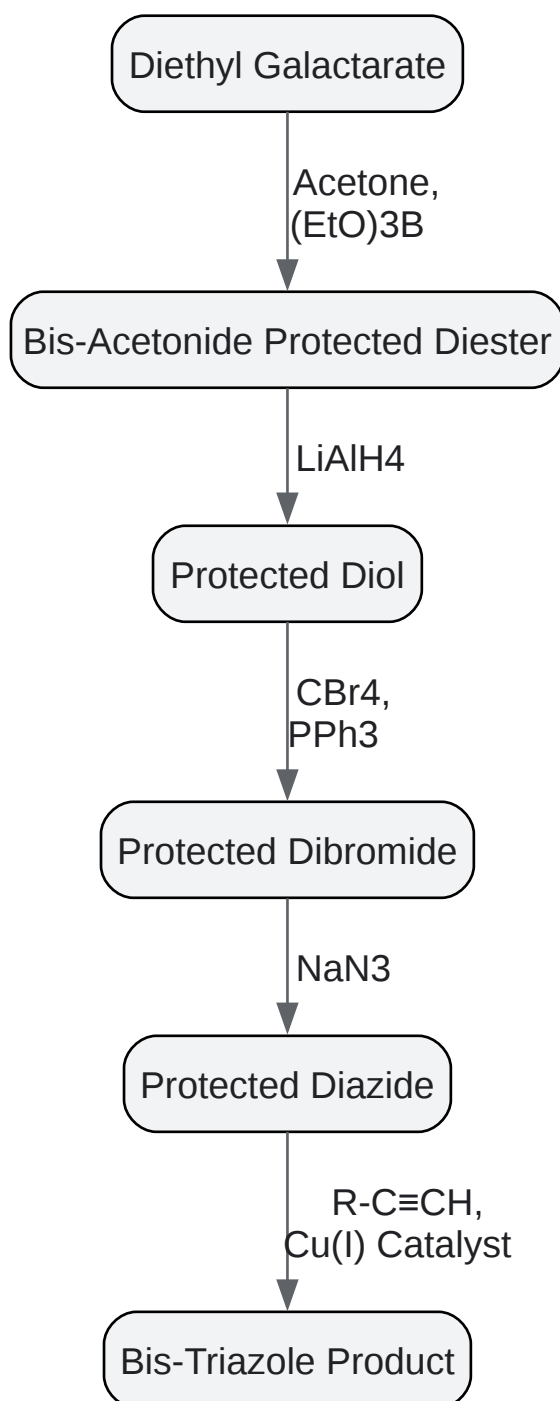 Diethyl Galactarate
Acetone,
(EtO)3B
Bis-Acetonide Protected Diester
LiAlH4
Protected Diol
CBr4,
PPh3
Protected Dibromide
NaN3
Protected Diazide
R-C≡CH,
Cu(I) Catalyst
Bis-Triazole Product